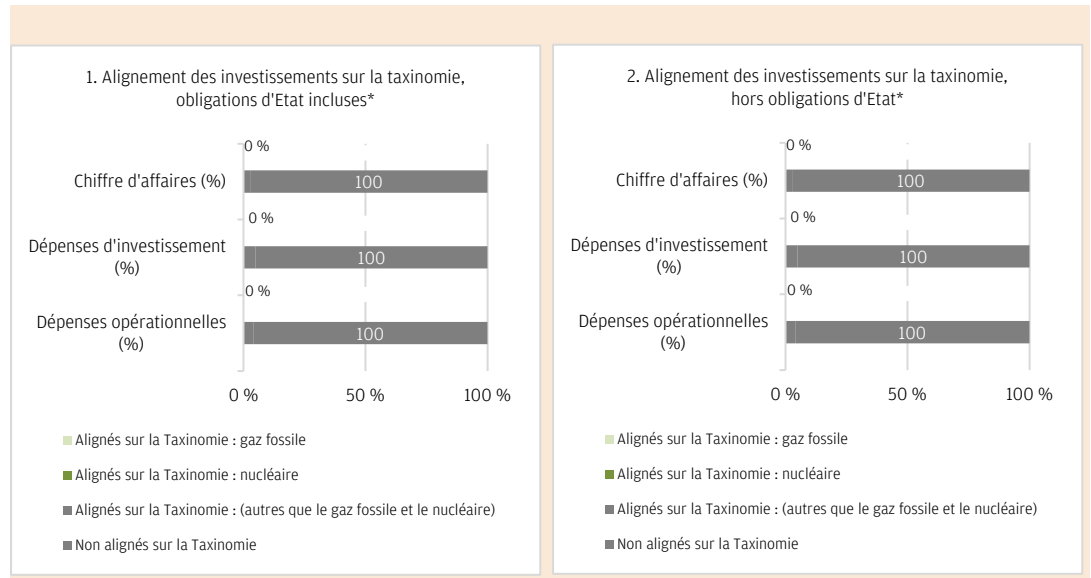 1. Alignement des investissements sur la taxinomie,
obligations d'Etat incluses*
0 %
Chiffre d'affaires (%)
100
0 %
Dépenses d'investissement
(%)
100
0 %
Dépenses opérationnelles
(%)
100
0 %
50 %
100 %
Alignés sur la Taxinomie : gaz fossile
Alignés sur la Taxinomie : nucléaire
Alignés sur la Taxinomie : (autres que le gaz fossile et le nucléaire)
Non alignés sur la Taxinomie
2. Alignement des investissements sur la taxinomie,
hors obligations d'Etat*
0 %
Chiffre d'affaires (%)
100
0 %
Dépenses d'investissement
(%)
100
0 %
Dépenses opérationnelles
(%)
100
0 %
50 %
100 %
Alignés sur la Taxinomie : gaz fossile
Alignés sur la Taxinomie : nucléaire
Alignés sur la Taxinomie : (autres que le gaz fossile et le nucléaire)
Non alignés sur la Taxinomie